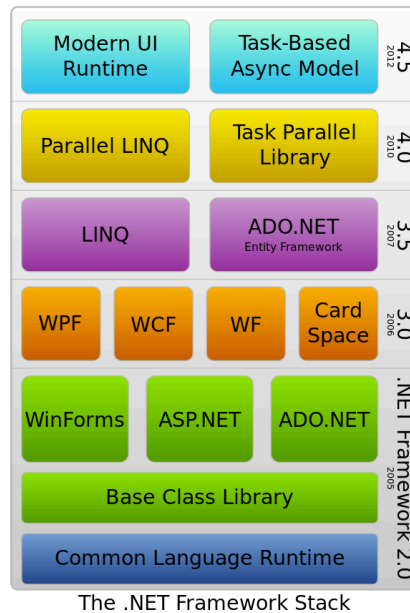 Modern UI
Runtime
Task-Based
Async Model
4.5
2012
Parallel LINQ
Task Parallel
Library
4.0
2010
LINQ
ADO.NET
Entity Framework
3.5
2007
WPF
WCF
WF
Card
Space
3.0
2006
WinForms
ASP.NET
ADO.NET
Base Class Library
Common Language Runtime
.NET Framework 2.0
2005
The .NET Framework Stack